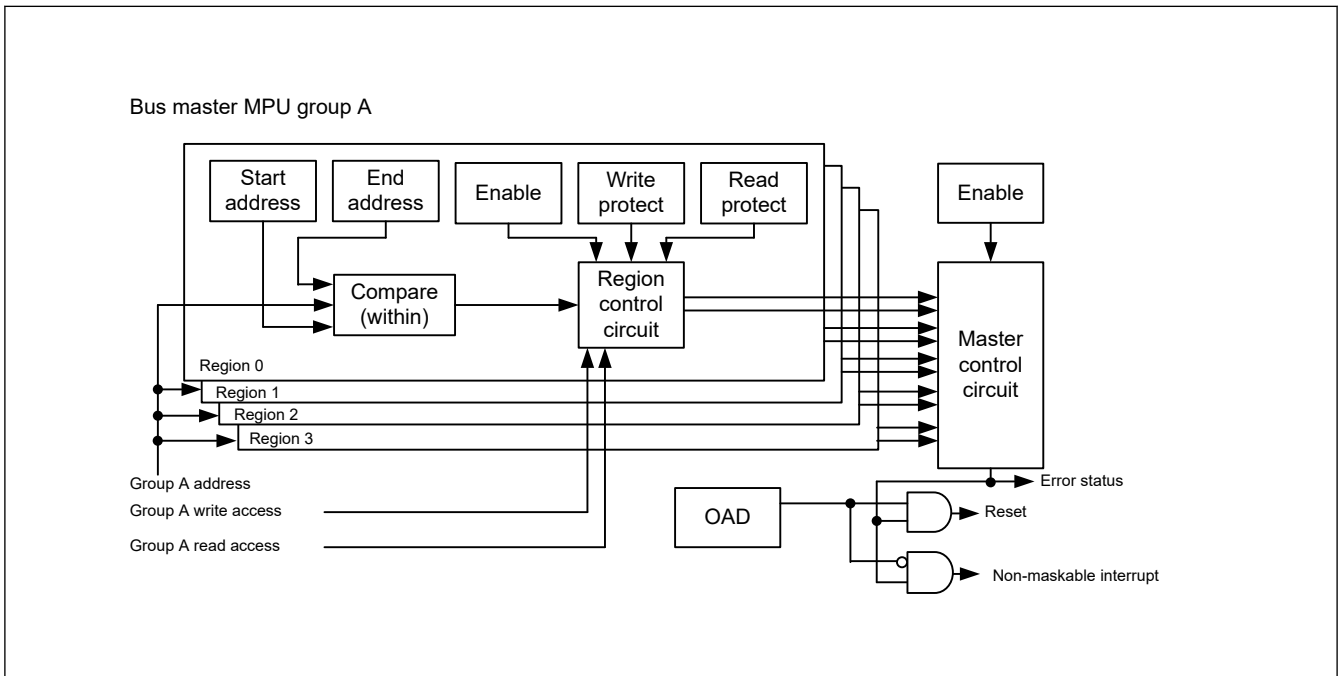 Bus master MPU group A
Start
address
End
address
Enable
Write
protect
Read
protect
Enable
Compare
(within)
Region
control
circuit
Master
control
circuit
Region 0
Region 1
Region 2
Region 3
Group A address
Group A write access
Group A read access
OAD
Error status
Reset
Non-maskable interrupt